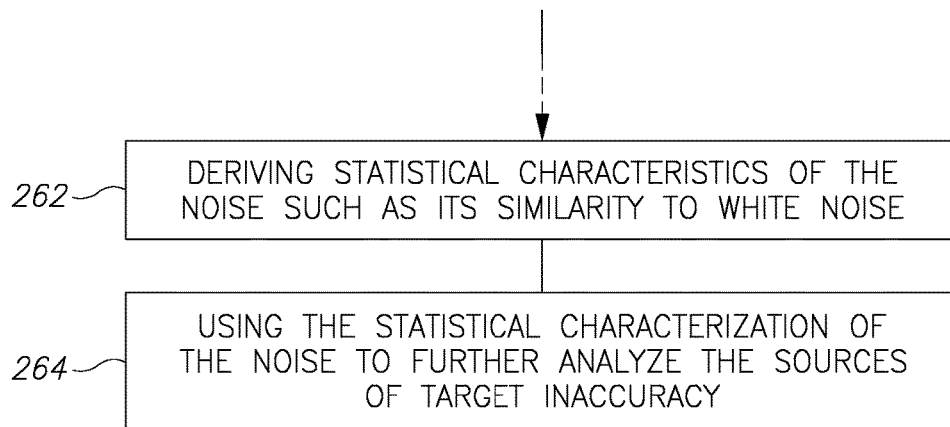 DERIVING STATISTICAL CHARACTERISTICS OF THE
262
NOISE SUCH AS ITS SIMILARITY TO WHITE NOISE
USING THE STATISTICAL CHARACTERIZATION OF
264
THE NOISE TO FURTHER ANALYZE THE SOURCES
OF TARGET INACCURACY